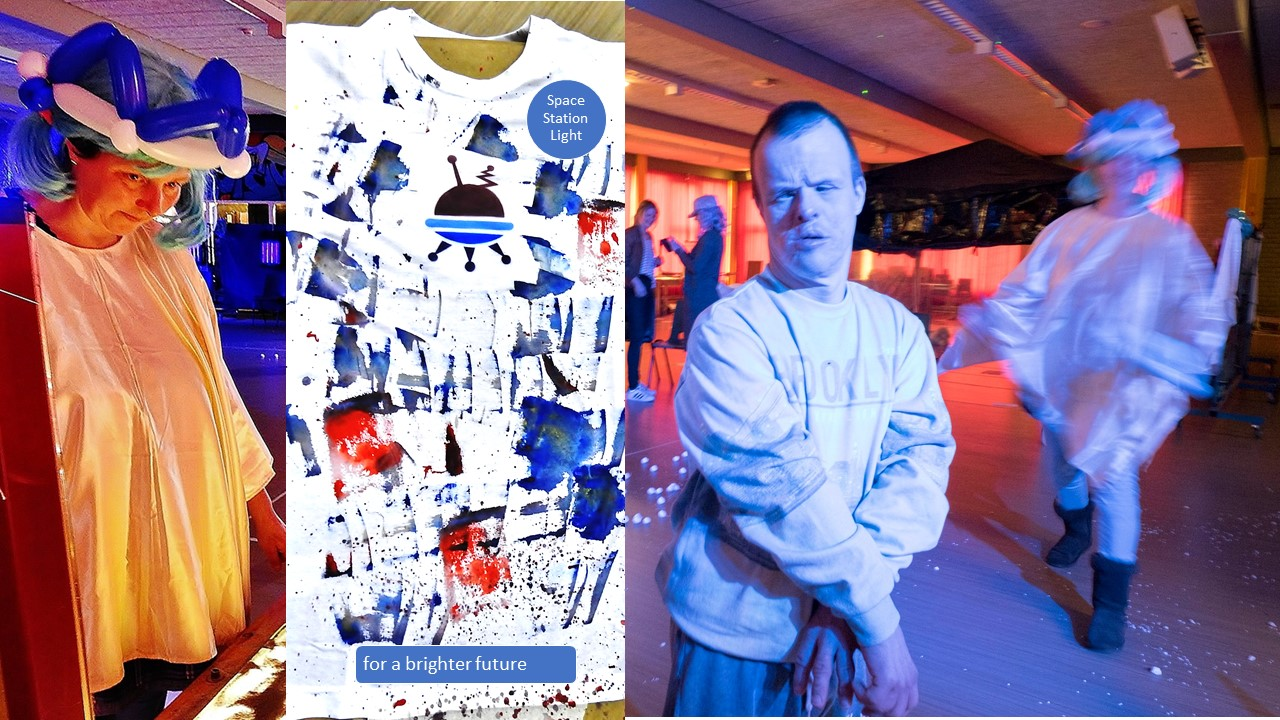 Space
Station
Light
for a brighter future